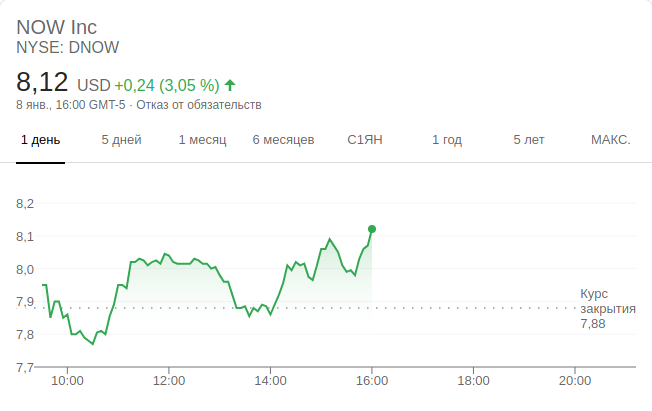 NOW Inc
NYSE: DNOW
8,12 USD +0,24 (3,05 %)
8 янв., 16:00 GMT-5 · Отказ от обязательств
1 день 5 дней 1 месяц 6 месяцев С1ЯН 1 год 5 лет МАКС.
8,2
8,1
8,0
7,9
7,8
7,7
Курс
закрытия
7,88
10:00 12:00 14:00 16:00 18:00 20:00